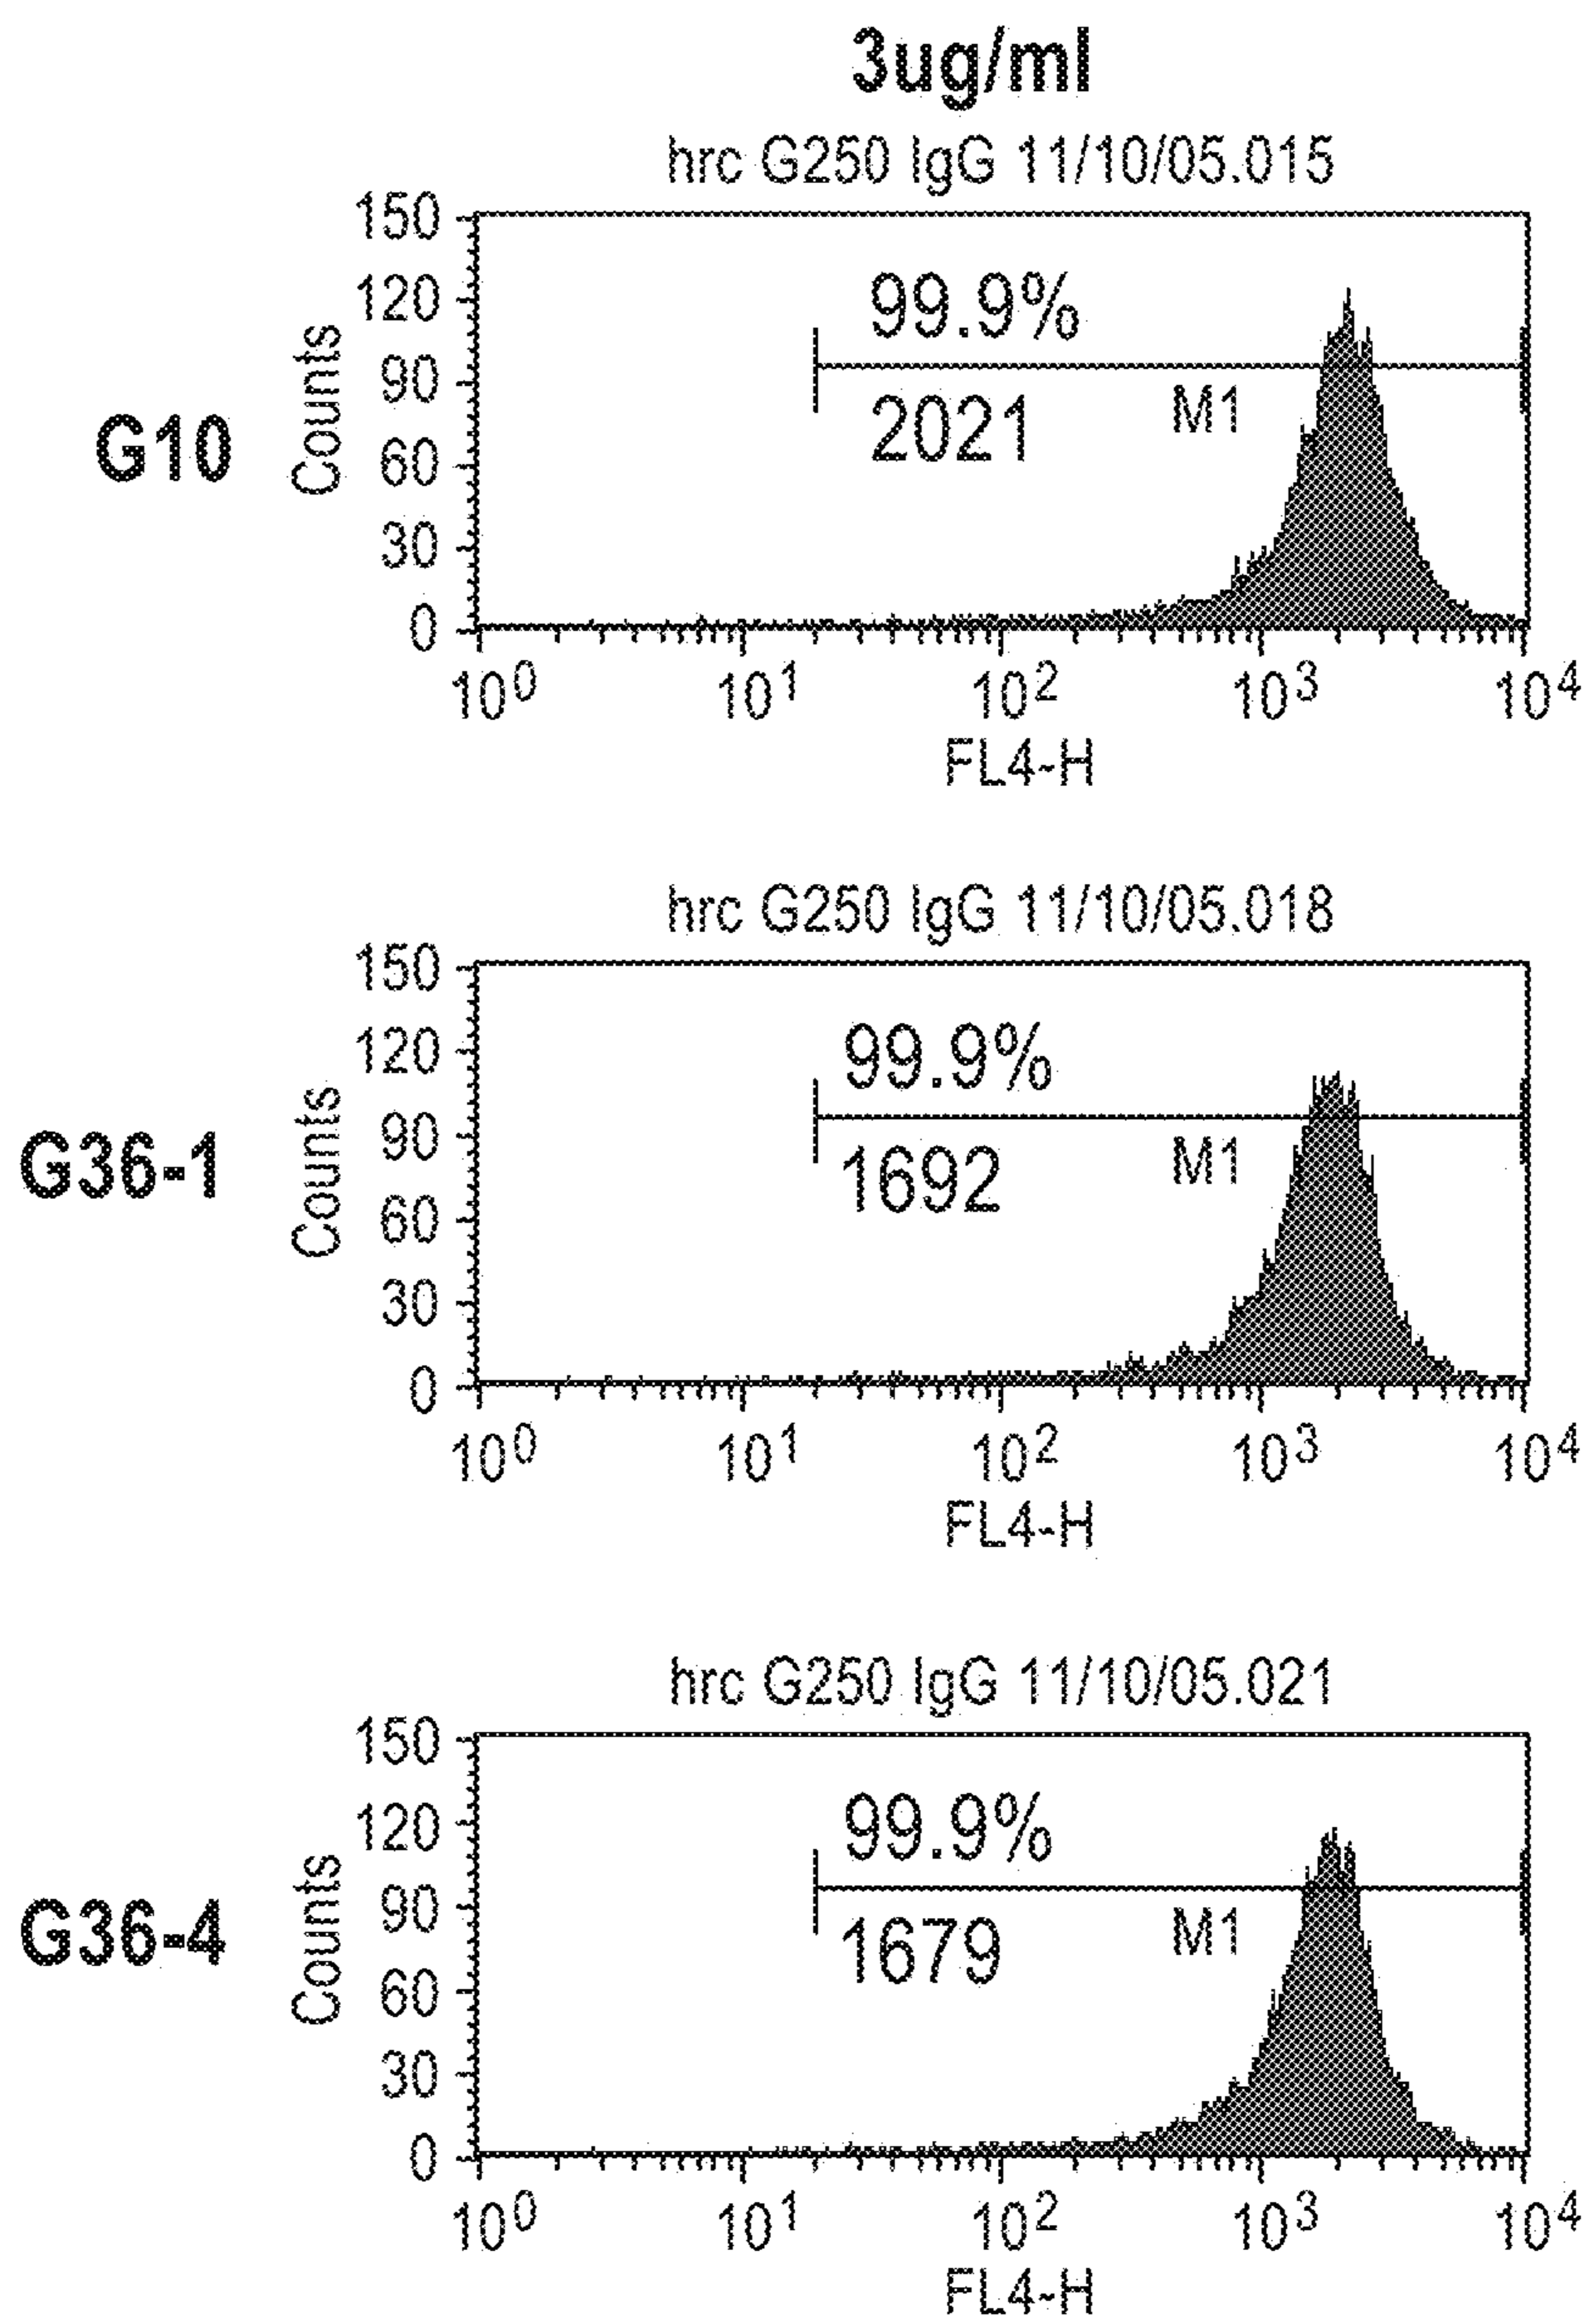 3ug/ml
hrc G250 IgG 11/10/05.015
G10
Counts
150
120
90
60
30
0
99.9%
2021
M1
10^0 10^1 10^2 10^3 10^4
FL4-H
hrc G250 IgG 11/10/05.018
G36-1
Counts
150
120
90
60
30
0
99.9%
1692
M1
10^0 10^1 10^2 10^3 10^4
FL4-H
hrc G250 IgG 11/10/05.021
G36-4
Counts
150
120
90
60
30
0
99.9%
1679
M1
10^0 10^1 10^2 10^3 10^4
FL4-H